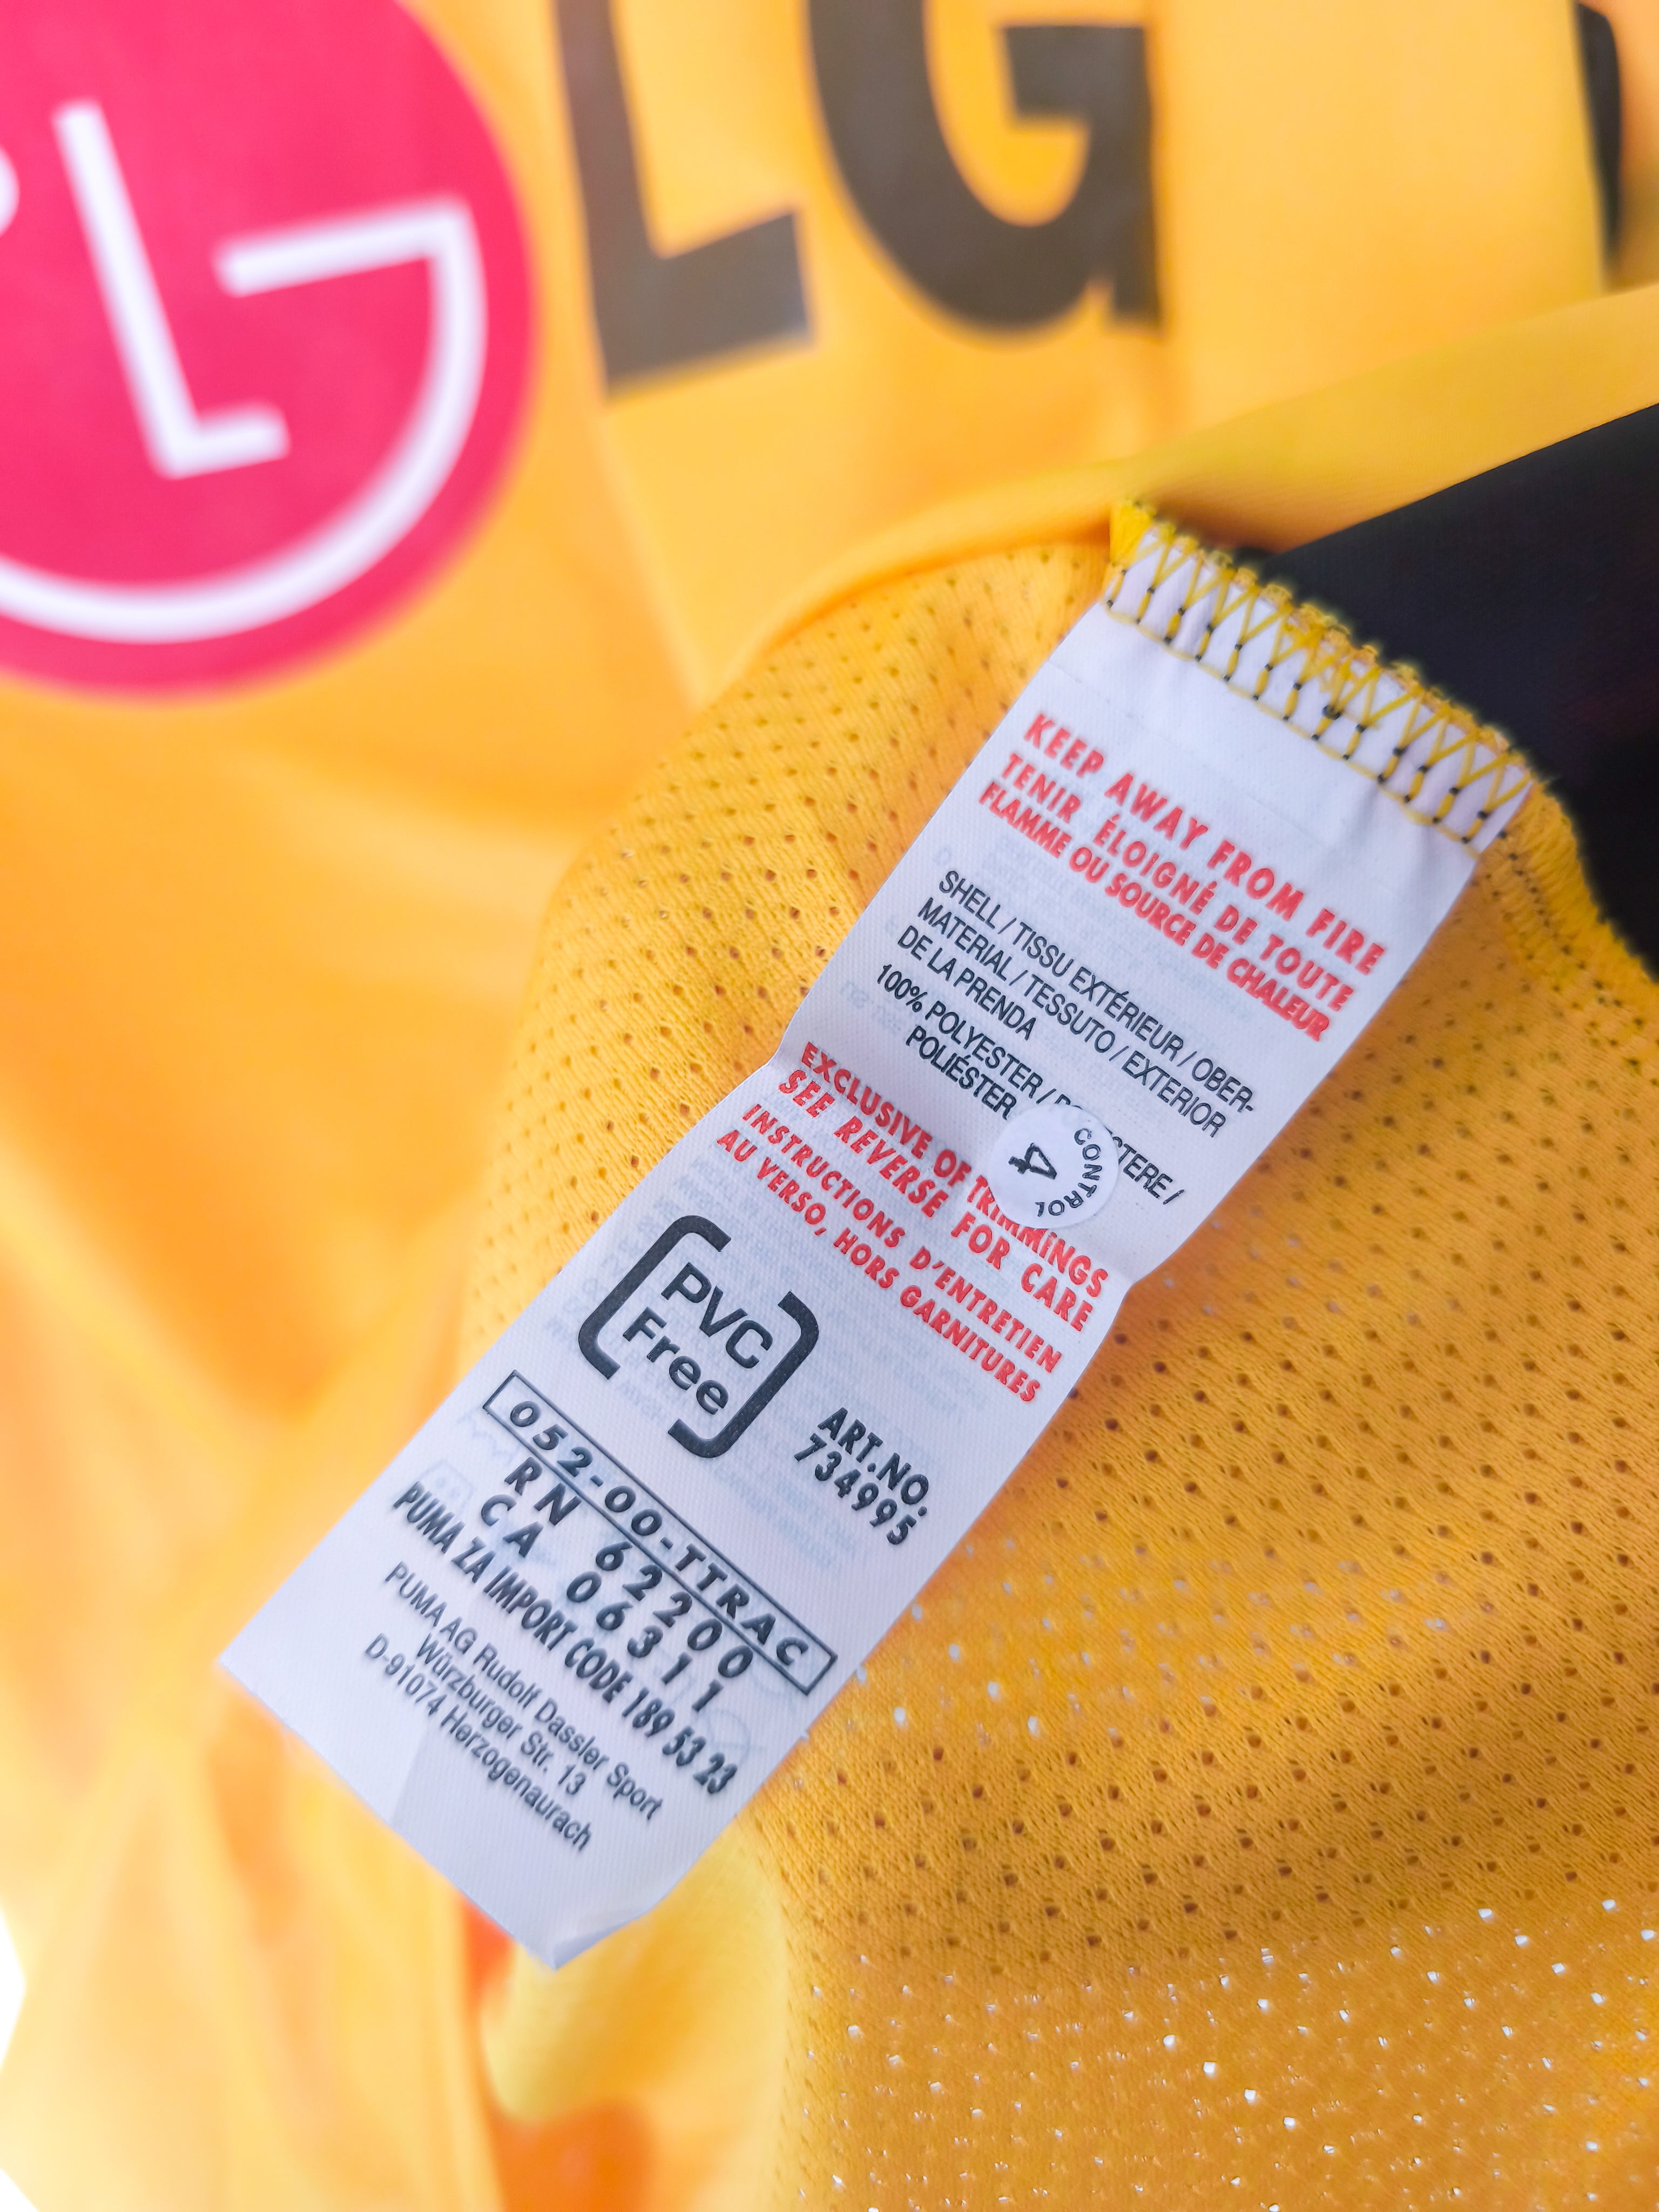 LG
LG
KEEP AWAY FROM FIRE
TENIR ÉLOIGNÉ DE TOUTE
FLAMME OU SOURCE DE CHALEUR
SHELL / TISSU EXTÉRIEUR / OBER-
MATERIAL / TESSUTO / EXTERIOR
DE LA PRENDA
100% POLYESTER /
POLIÉSTER
CONTROL
4
EXCLUSIVE OF TRIMMINGS
SEE REVERSE FOR CARE
INSTRUCTIONS D'ENTRETIEN
AU VERSO, HORS GARNITURES
PVC
Free
ART.NO.
734995
052-00-TTRAC
RN 62200
CA 06311
PUMA ZA IMPORT CODE 189 53 23
PUMA AG Rudolf Dassler Sport
Würzburger Str. 13
D-91074 Herzogenaurach